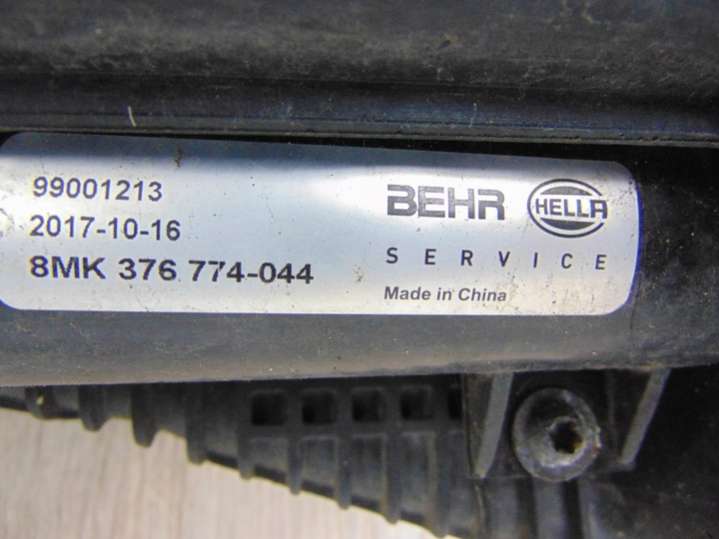 99001213
2017-10-16
8MK 376 774-044
BEHR HELLA
SERVICE
Made in China